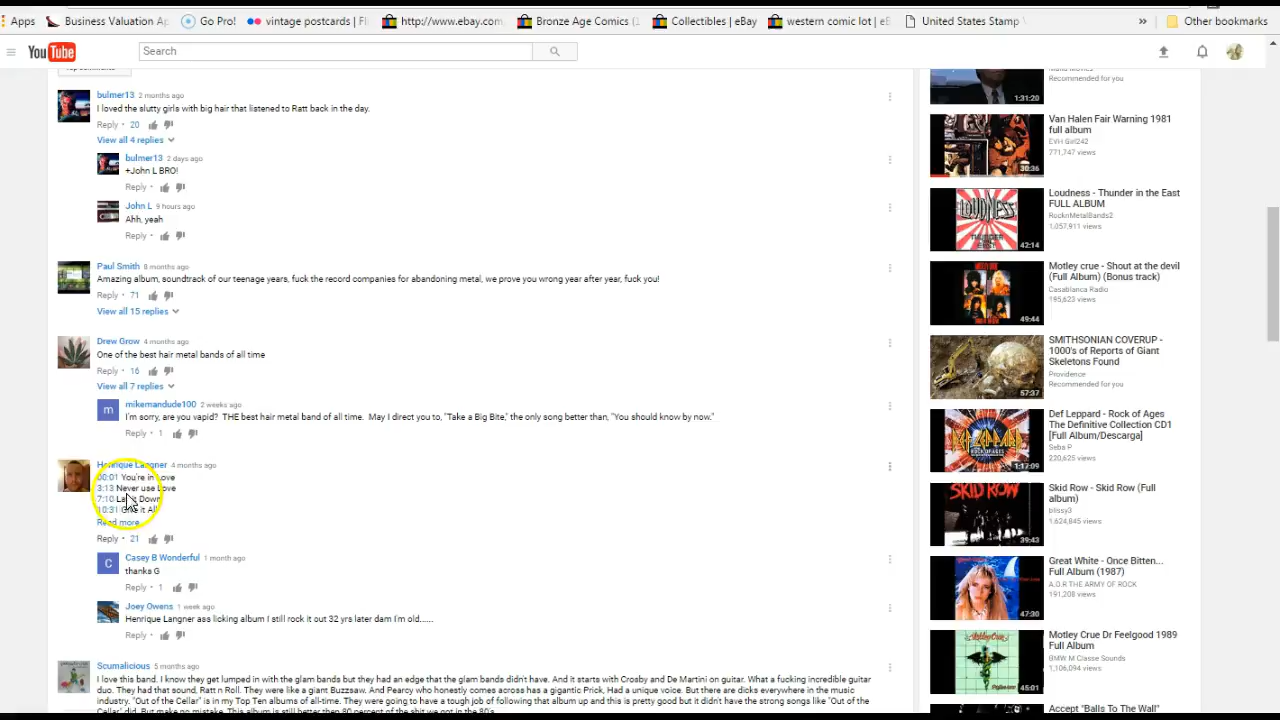 Apps
Business Valuation Ap
Go Pro!
vintage postcards | Fl
http://www.ebay.com
Bronze Age Comics (1
Collectibles | eBay
western comic lot | eB
United States Stamp
»
Other bookmarks
YouTube
Search
bulmer13 2 months ago
I loved the slutty girls with big hair that listened to Ratt back in the day.
Reply · 20
View all 4 replies
bulmer13 2 days ago
+John L BRO!
Reply ·
John L 9 hours ago
Ahh, yeah
Reply ·
Paul Smith 8 months ago
Amazing album, soundtrack of our teenage years, fu:k the record companies for abandoning metal, we prove you wrong year after year, fuck you!
Reply · 71
View all 15 replies
Drew Grow 4 months ago
One of the best hair metal bands of all time
Reply · 16
View all 7 replies
m
mikemandude100 2 weeks ago
I'm sorry, are you vapid? THE best hair metal band of all time. May I direct you to, "Take a Big Bite," the only song better than, "You should know by now."
Reply · 1
Henrique Langner 4 months ago
00:01 You're in Love
3:13 Never use Love
7:10 Lay It Down
10:31 Give it All
Read more
Reply · 21
C
Casey B Wonderful 1 month ago
thanks G
Reply · 1
Joey Owens 1 week ago
Henrique Langner ass licking album I still rock it out 32 yrs later dam I'm old......
Reply ·
Scumalicious 5 months ago
I love this band. I know they get lumped in with the hair bands but they had an edge that the glam bands didn't have. And it starts with Crosby and De Martini on guitar. What a fucking incredible guitar
duo. They had that sound. Ratt n Roll. They were the Sunset Buzzsaw. And Pearcy who honestly comes across has a gigantic Prick, Had a unique voice. But there are dicks everywhere in the music
industry. "Out of the Cellar" is in my Top Ten albums of all-time. They were going to have a tough job of following that album up and this is pretty good but it didn't have the strong songs like "Out of
the Cellar" did. But make no mistake. This album is still better then 80 percent of the shit we got in the 80's
Recommended for you
1:31:20
Van Halen Fair Warning 1981
full album
EVH Girl242
771,747 views
30:36
Loudness - Thunder in the East
FULL ALBUM
RocknMetalBands2
1,057,911 views
LOUDNESS
42:14
Motley crue - Shout at the devil
(Full Album) (Bonus track)
Casablanca Radio
195,623 views
49:44
SMITHSONIAN COVERUP -
1000's of Reports of Giant
Skeletons Found
Providence
Recommended for you
57:37
Def Leppard - Rock of Ages
The Definitive Collection CD1
[Full Album/Descarga]
Seba P
220,625 views
1:17:09
Skid Row - Skid Row (Full
album)
blissy3
1,624,845 views
SKID ROW
39:43
Great White - Once Bitten...
Full Album (1987)
A.O.R THE ARMY OF ROCK
191,208 views
47:30
Motley Crue Dr Feelgood 1989
Full Album
BMW M Classe Sounds
1,106,094 views
45:01
Accept "Balls To The Wall"